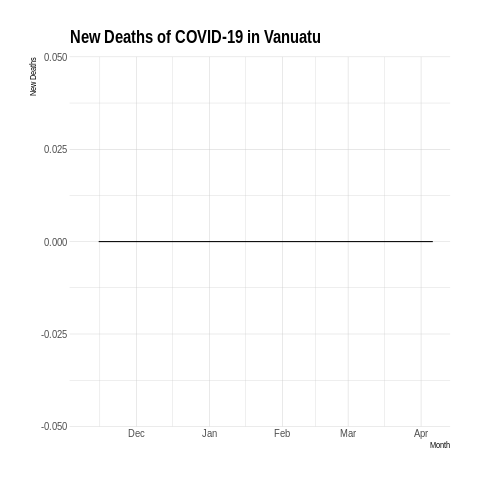 New Deaths of COVID-19 in Vanuatu
New Deaths
0.050
0.025
0.000
-0.025
-0.050
Dec Jan Feb Mar Apr
Month